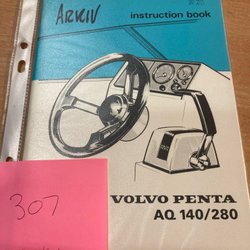 ARKIV
instruction book
VOLVO PENTA
AQ 140/280
307